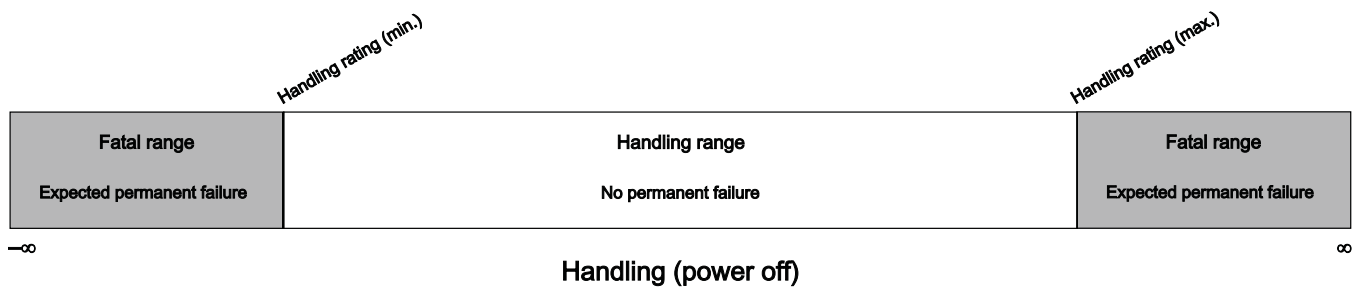 Handling rating (min.)
Handling rating (max.)
Fatal range
Handling range
Fatal range
Expected permanent failure
No permanent failure
Expected permanent failure
–∞
∞
Handling (power off)